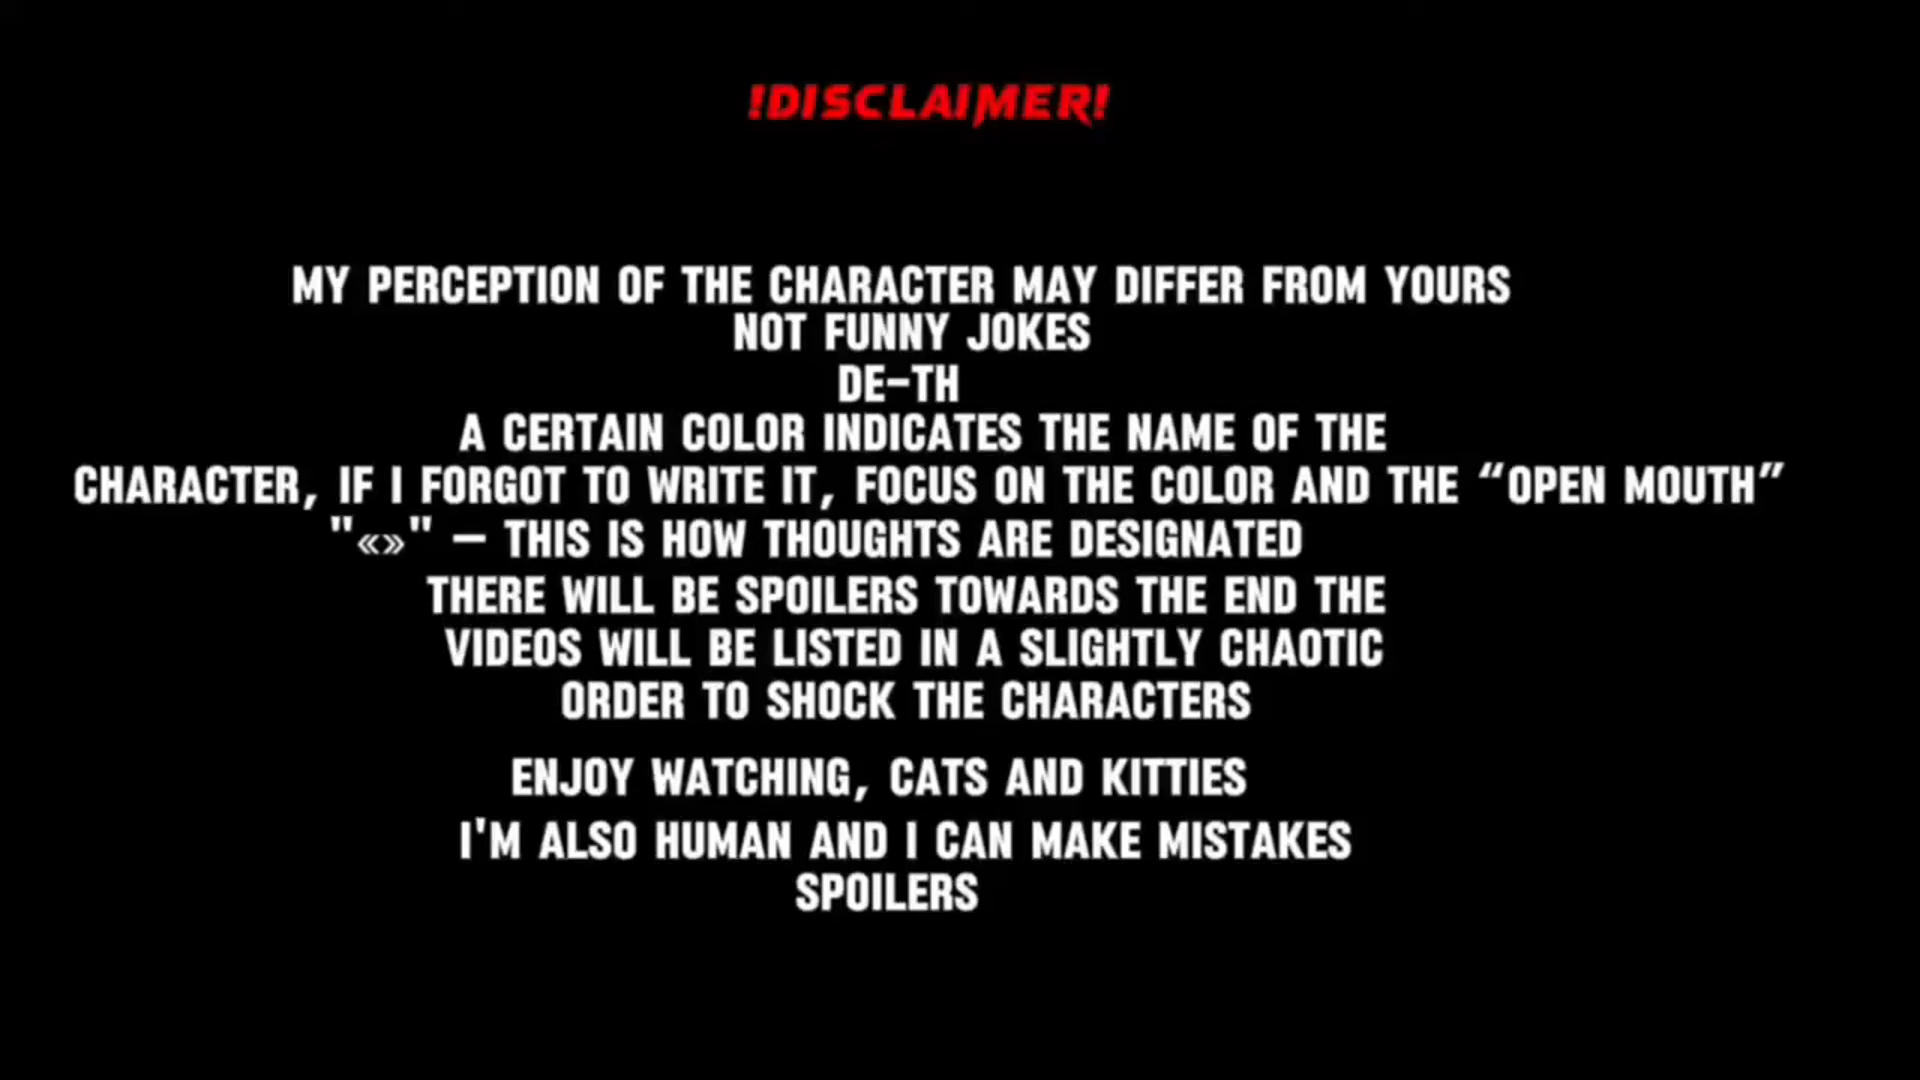 !DISCLAIMER!
MY PERCEPTION OF THE CHARACTER MAY DIFFER FROM YOURS
NOT FUNNY JOKES
DE-TH
A CERTAIN COLOR INDICATES THE NAME OF THE
CHARACTER, IF I FORGOT TO WRITE IT, FOCUS ON THE COLOR AND THE “OPEN MOUTH”
"«»" – THIS IS HOW THOUGHTS ARE DESIGNATED
THERE WILL BE SPOILERS TOWARDS THE END THE
VIDEOS WILL BE LISTED IN A SLIGHTLY CHAOTIC
ORDER TO SHOCK THE CHARACTERS
ENJOY WATCHING, CATS AND KITTIES
I'M ALSO HUMAN AND I CAN MAKE MISTAKES
SPOILERS